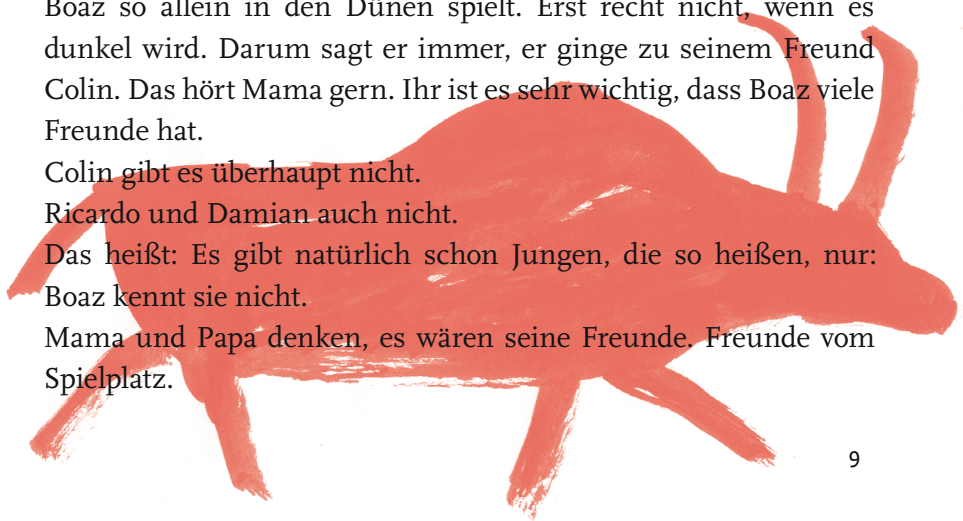 Boaz so allein in den Dünen spielt. Erst recht nicht, wenn es
dunkel wird. Darum sagt er immer, er ginge zu seinem Freund
Colin. Das hört Mama gern. Ihr ist es sehr wichtig, dass Boaz viele
Freunde hat.
Colin gibt es überhaupt nicht.
Ricardo und Damian auch nicht.
Das heißt: Es gibt natürlich schon Jungen, die so heißen, nur:
Boaz kennt sie nicht.
Mama und Papa denken, es wären seine Freunde. Freunde vom
Spielplatz.
9